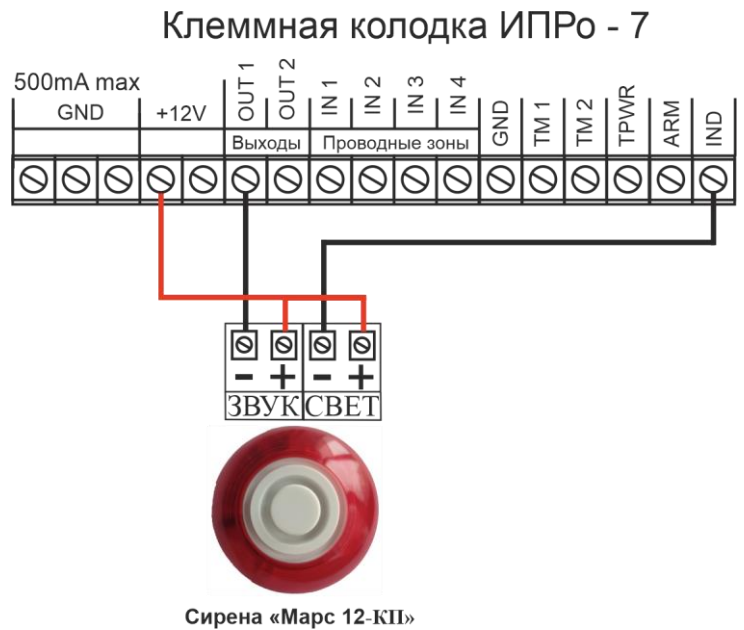 Клеммная колодка ИПРо - 7
500mA max
GND
+12V
OUT 1
OUT 2
IN 1
IN 2
IN 3
IN 4
GND
TM 1
TM 2
TPWR
ARM
IND
Выходы
Проводные зоны
- + - +
ЗВУК СВЕТ
Сирена «Марс 12-КП»